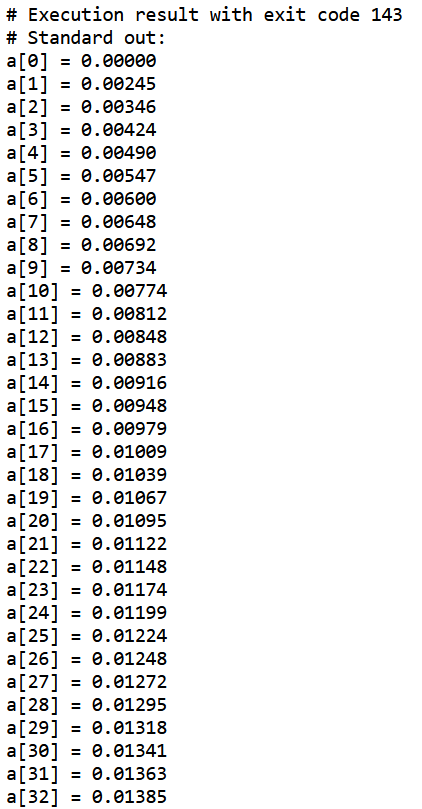 # Execution result with exit code 143
# Standard out:
a[0] = 0.00000
a[1] = 0.00245
a[2] = 0.00346
a[3] = 0.00424
a[4] = 0.00490
a[5] = 0.00547
a[6] = 0.00600
a[7] = 0.00648
a[8] = 0.00692
a[9] = 0.00734
a[10] = 0.00774
a[11] = 0.00812
a[12] = 0.00848
a[13] = 0.00883
a[14] = 0.00916
a[15] = 0.00948
a[16] = 0.00979
a[17] = 0.01009
a[18] = 0.01039
a[19] = 0.01067
a[20] = 0.01095
a[21] = 0.01122
a[22] = 0.01148
a[23] = 0.01174
a[24] = 0.01199
a[25] = 0.01224
a[26] = 0.01248
a[27] = 0.01272
a[28] = 0.01295
a[29] = 0.01318
a[30] = 0.01341
a[31] = 0.01363
a[32] = 0.01385